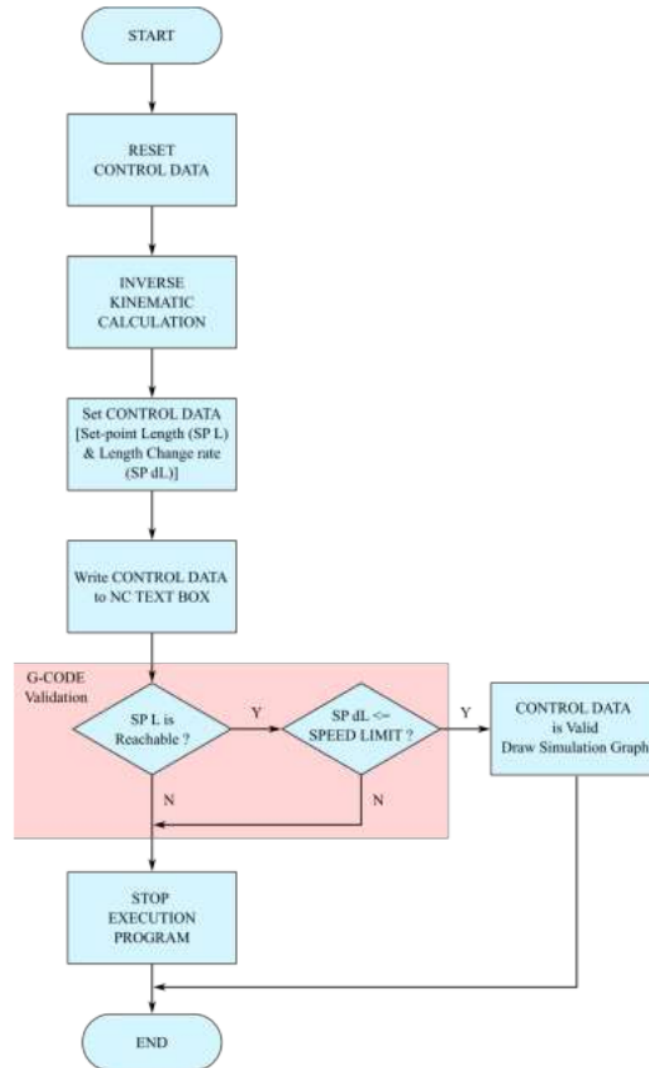 START
RESET
CONTROL DATA
INVERSE
KINEMATIC
CALCULATION
Set CONTROL DATA
[Set-point Length (SP L)
& Length Change rate
(SP dL)]
Write CONTROL DATA
to NC TEXT BOX
G-CODE
Validation
SP L is
Reachable ?
Y
SP dL <=
SPEED LIMIT ?
Y
CONTROL DATA
is Valid
Draw Simulation Graph
N
N
STOP
EXECUTION
PROGRAM
END